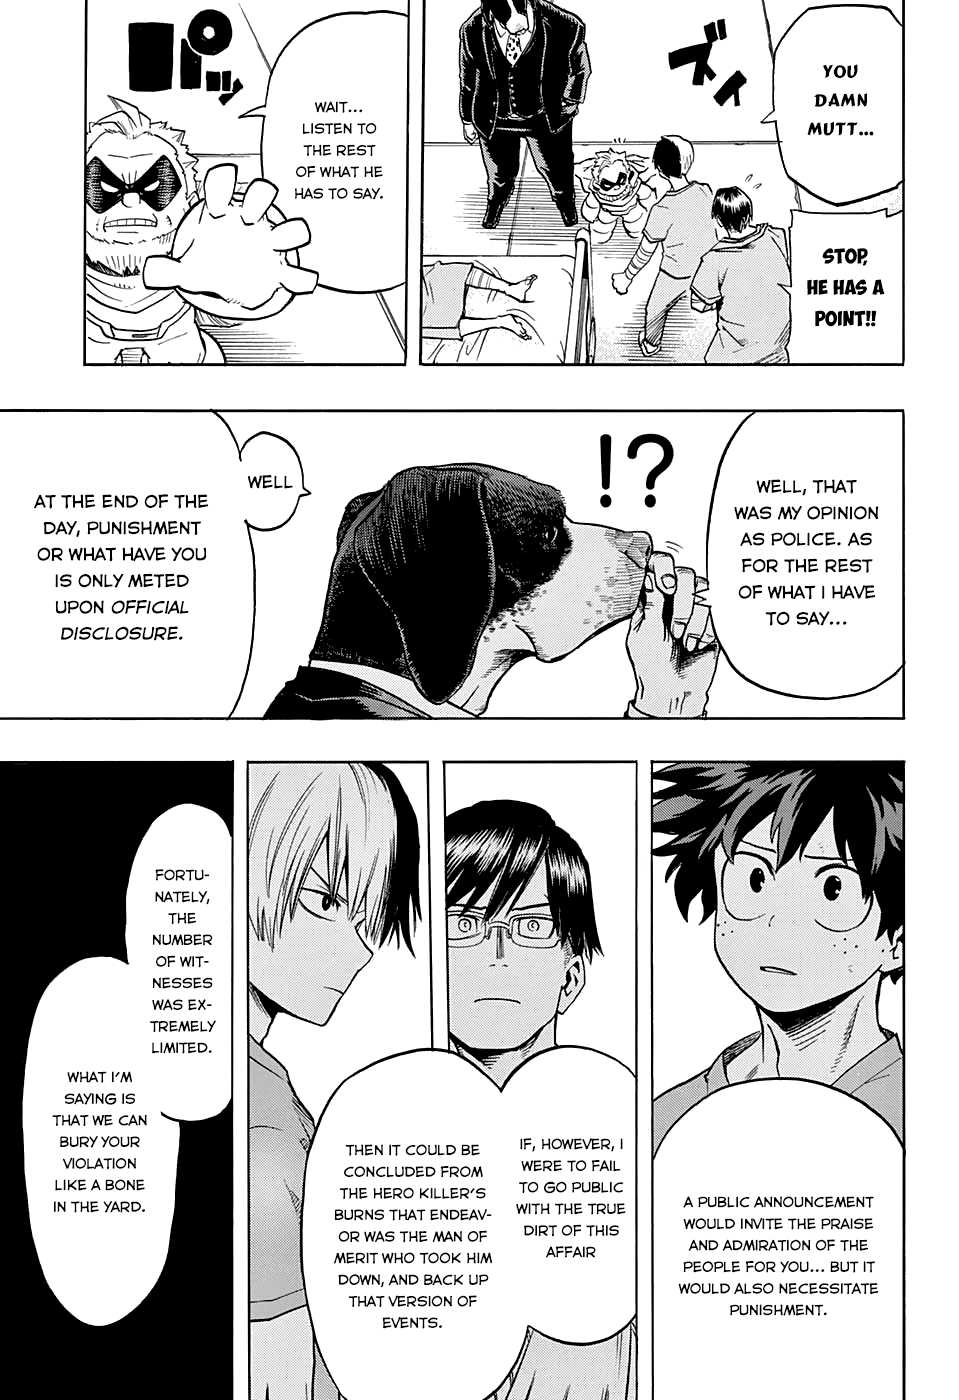 YOU
DAMN
MUTT...
STOP,
HE HAS A
POINT!!
ズイ
WAIT...
LISTEN TO
THE REST
OF WHAT HE
HAS TO SAY.
!?
WELL, THAT
WAS MY OPINION
AS POLICE. AS
FOR THE REST
OF WHAT I HAVE
TO SAY...
WELL
AT THE END OF THE
DAY, PUNISHMENT
OR WHAT HAVE YOU
IS ONLY METED
UPON OFFICIAL
DISCLOSURE.
A PUBLIC ANNOUNCEMENT
WOULD INVITE THE PRAISE
AND ADMIRATION OF THE
PEOPLE FOR YOU... BUT IT
WOULD ALSO NECESSITATE
PUNISHMENT.
IF, HOWEVER, I
WERE TO FAIL
TO GO PUBLIC
WITH THE TRUE
DIRT OF THIS
AFFAIR
THEN IT COULD BE
CONCLUDED FROM
THE HERO KILLER'S
BURNS THAT ENDEAV-
OR WAS THE MAN OF
MERIT WHO TOOK HIM
DOWN, AND BACK UP
THAT VERSION OF
EVENTS.
FORTU-
NATELY,
THE
NUMBER
OF WIT-
NESSES
WAS EX-
TREMELY
LIMITED.
WHAT I'M
SAYING IS
THAT WE CAN
BURY YOUR
VIOLATION
LIKE A BONE
IN THE YARD.